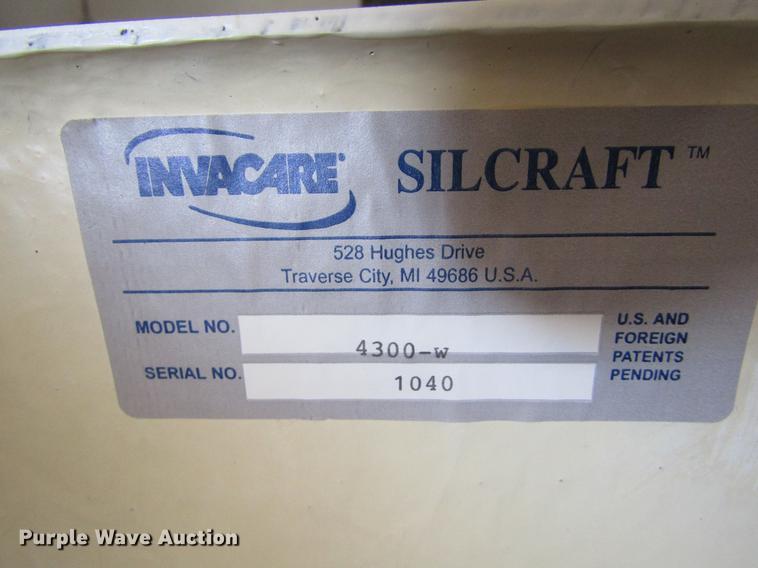 INVACARE® SILCRAFT™
528 Hughes Drive
Traverse City, MI 49686 U.S.A.
MODEL NO. 4300-w
SERIAL NO. 1040
U.S. AND
FOREIGN
PATENTS
PENDING
Purple Wave Auction